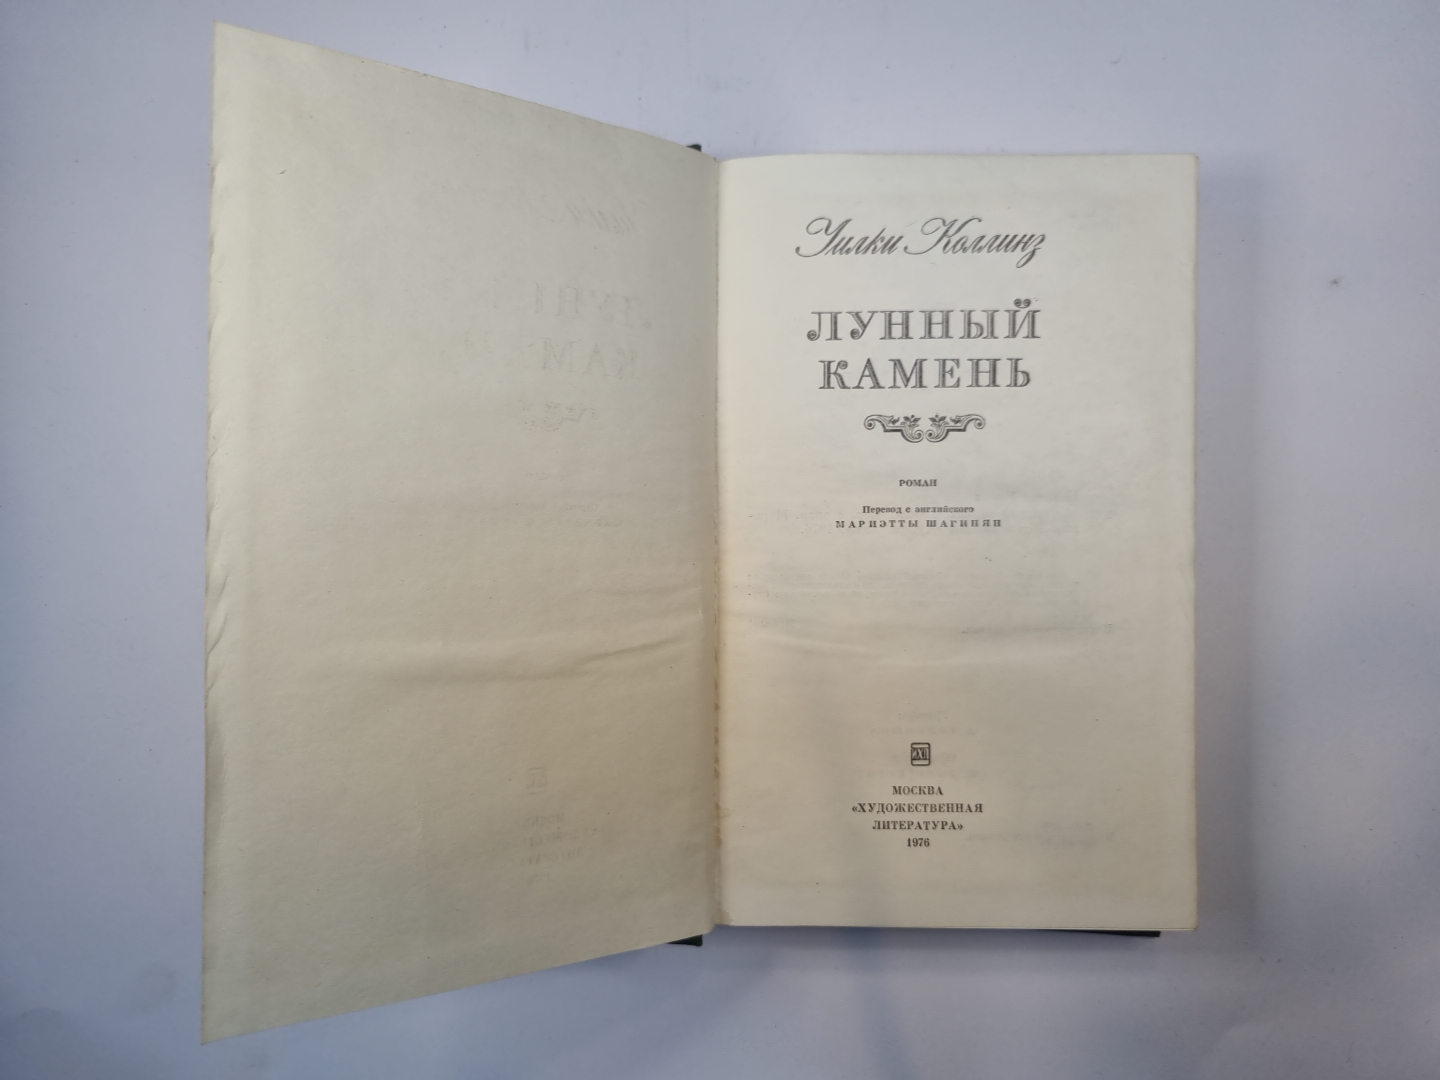 Уилки Коллинз
ЛУННЫЙ
КАМЕНЬ
РОМАН
Перевод с английского
МАРИЭТТЫ ШАГИНЯН
МОСКВА
«ХУДОЖЕСТВЕННАЯ
ЛИТЕРАТУРА»
1976